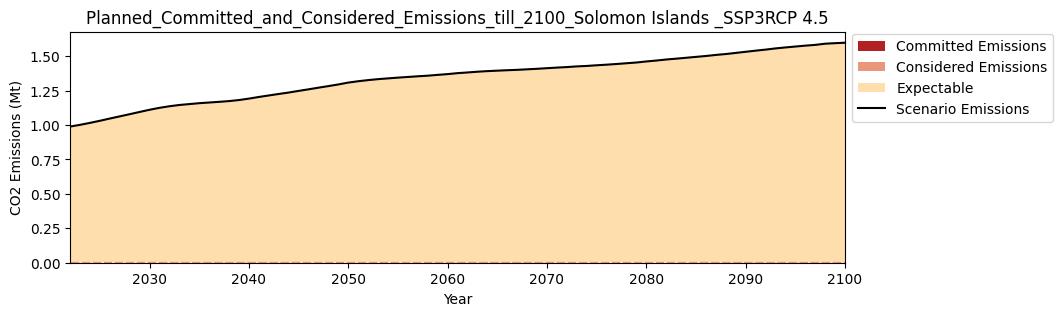 Planned_Committed_and_Considered_Emissions_till_2100_Solomon Islands _SSP3RCP 4.5
CO2 Emissions (Mt)
1.50
1.25
1.00
0.75
0.50
0.25
0.00
2030 2040 2050 2060 2070 2080 2090 2100
Year
Committed Emissions
Considered Emissions
Expectable
Scenario Emissions